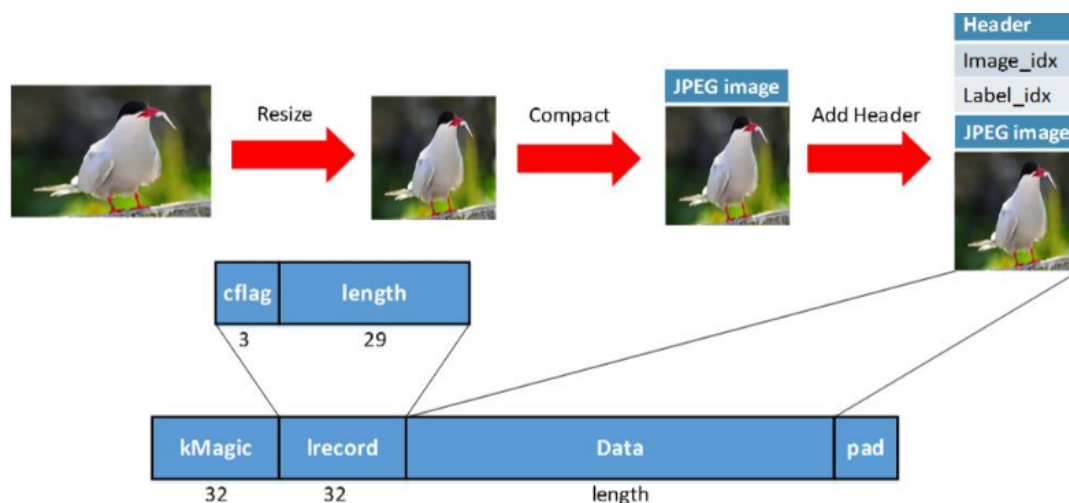 Header
Image_idx
Label_idx
JPEG image
Resize
Compact
JPEG image
Add Header
cflag
length
3
29
kMagic
lrecord
Data
pad
32
32
length